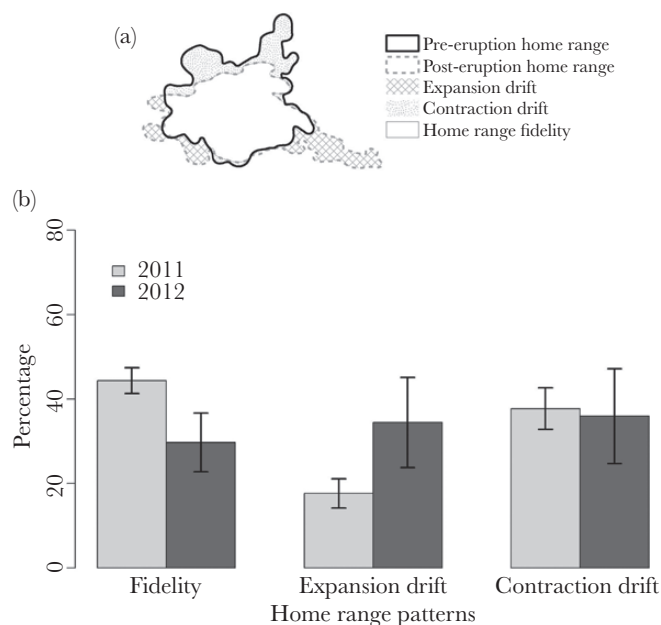 (a)
Pre-eruption home range
Post-eruption home range
Expansion drift
Contraction drift
Home range fidelity
(b)
80
60
40
20
0
Percentage
2011
2012
Fidelity
Expansion drift
Contraction drift
Home range patterns